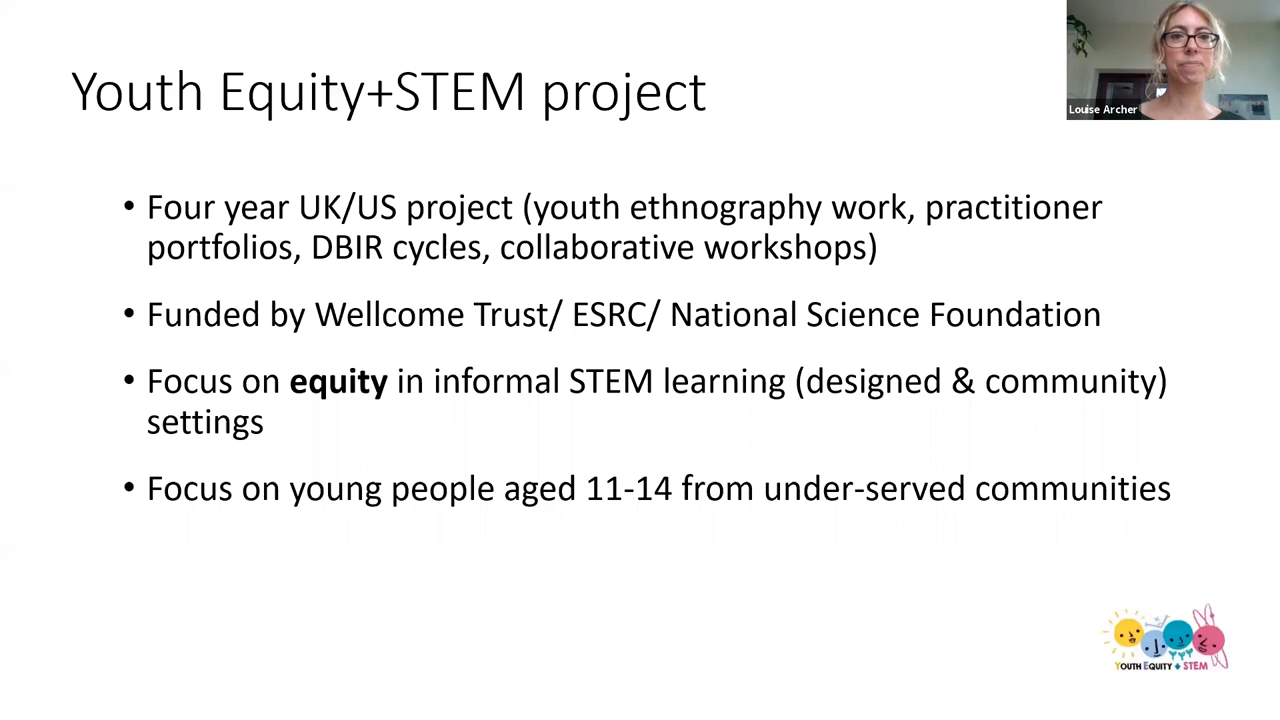 Youth Equity+STEM project
Louise Archer
• Four year UK/US project (youth ethnography work, practitioner
portfolios, DBIR cycles, collaborative workshops)
• Funded by Wellcome Trust/ ESRC/ National Science Foundation
• Focus on equity in informal STEM learning (designed & community)
settings
• Focus on young people aged 11-14 from under-served communities
YOUTH EQUITY + STEM